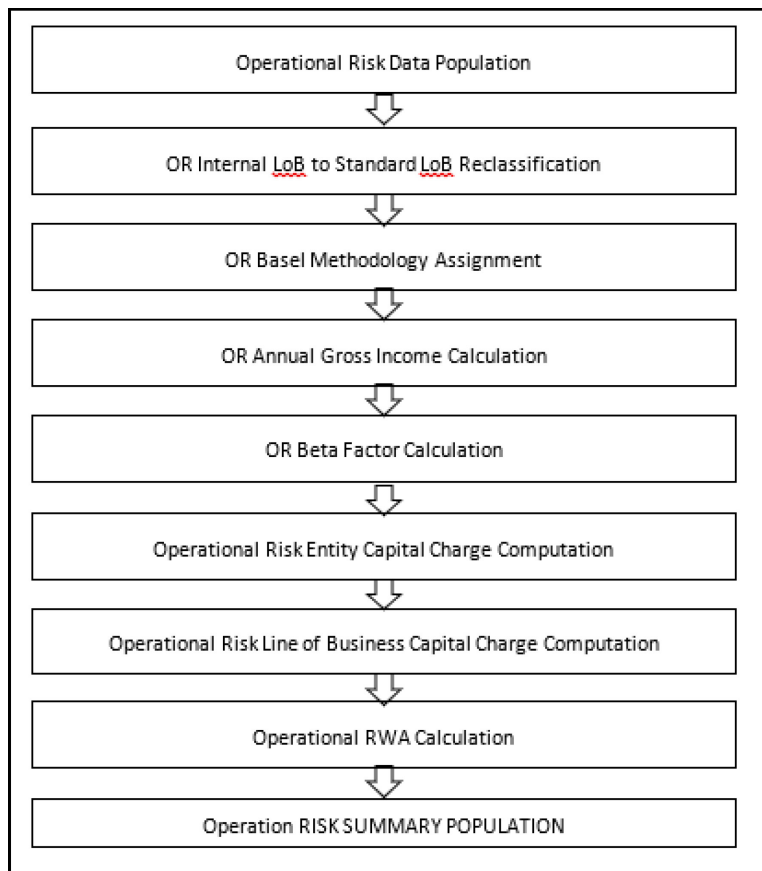 Operational Risk Data Population
OR Internal LoB to Standard LoB Reclassification
OR Basel Methodology Assignment
OR Annual Gross Income Calculation
OR Beta Factor Calculation
Operational Risk Entity Capital Charge Computation
Operational Risk Line of Business Capital Charge Computation
Operational RWA Calculation
Operation RISK SUMMARY POPULATION